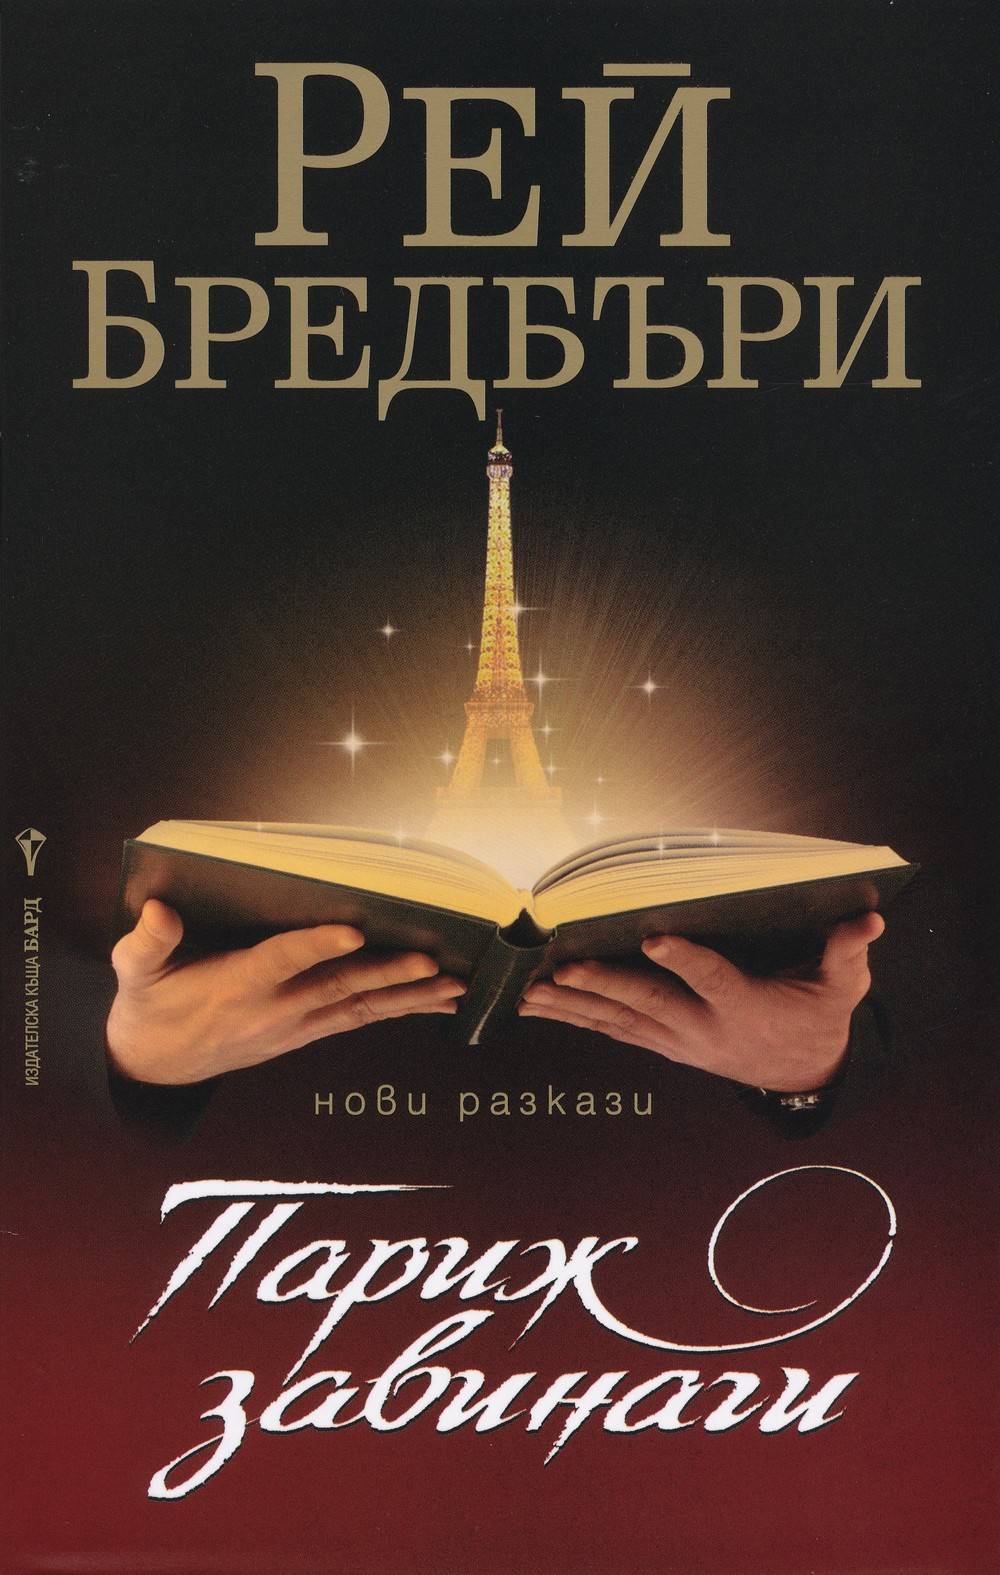 Рей
Бредбъри
ИЗДАТЕЛСКА КЪЩА БАРД
нови разкази
Париж
завинаги